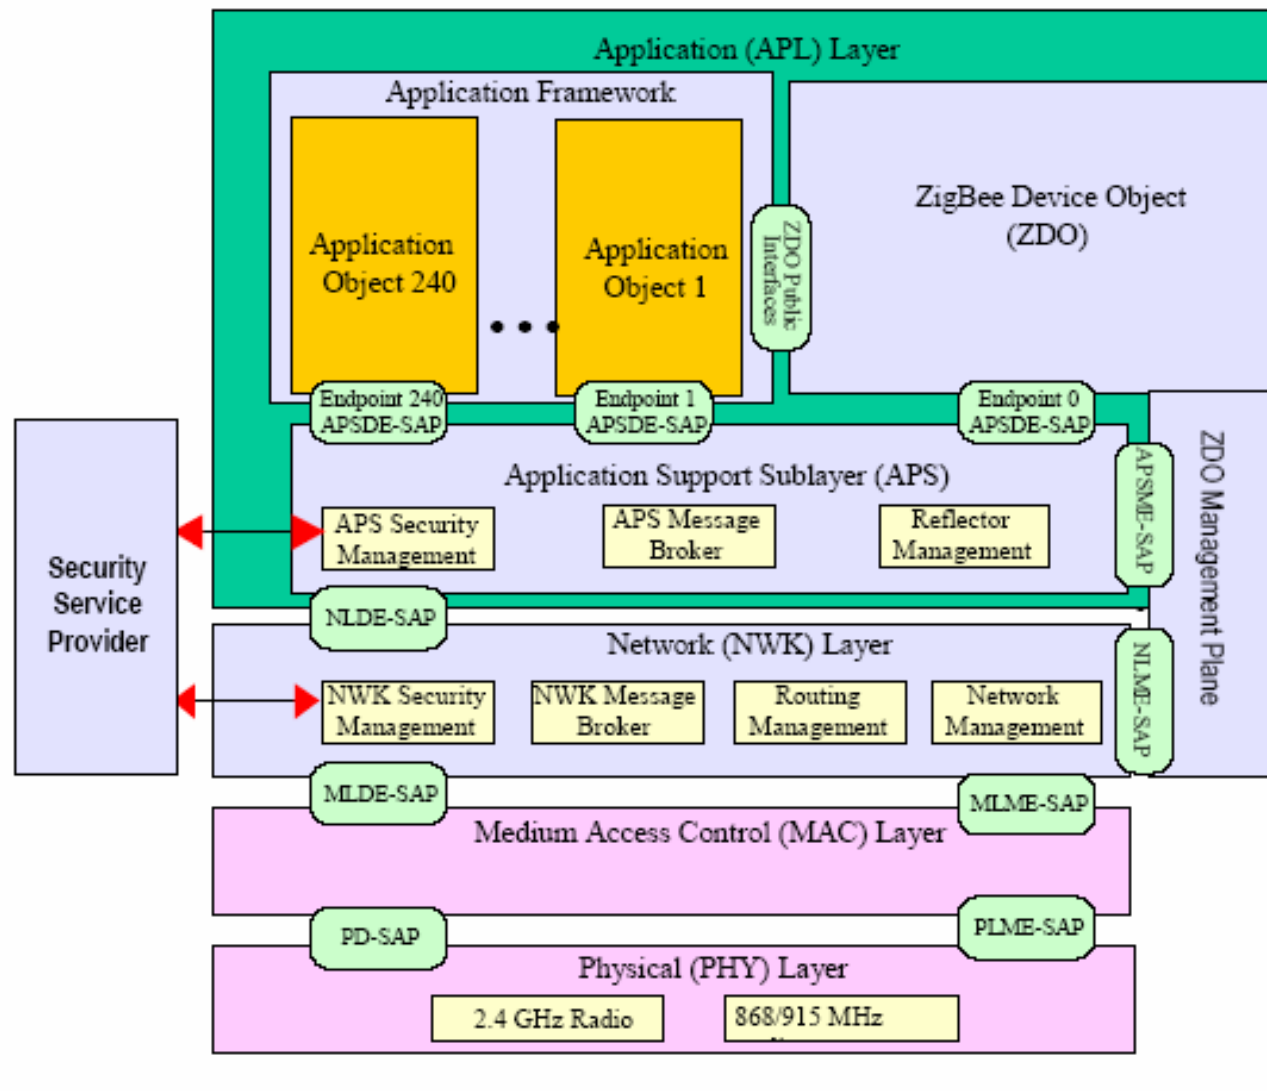 Application (APL) Layer
Application Framework
Application
Object 240
Application
Object 1
ZDO Public
Interfaces
ZigBee Device Object
(ZDO)
Endpoint 240
APSDE-SAP
Endpoint 1
APSDE-SAP
Endpoint 0
APSDE-SAP
Application Support Sublayer (APS)
APS Security
Management
APS Message
Broker
Reflector
Management
APSME-SAP
ZDO Management Plane
Security
Service
Provider
NLDE-SAP
Network (NWK) Layer
NWK Security
Management
NWK Message
Broker
Routing
Management
Network
Management
NLME-SAP
MLDE-SAP
MLME-SAP
Medium Access Control (MAC) Layer
PD-SAP
PLME-SAP
Physical (PHY) Layer
2.4 GHz Radio
868/915 MHz